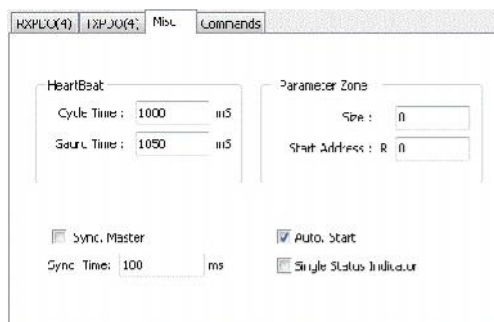 RXPDO(4) TXPDO(4) Misc Commands
HeartBeat
Cycle Time : 1000 mS
Gaurd Time : 1050 mS
Parameter Zone
Size : 0
Start Address : R 0
Sync. Master
Sync. Time: 100 ms
Auto. Start
Single Status Indicator